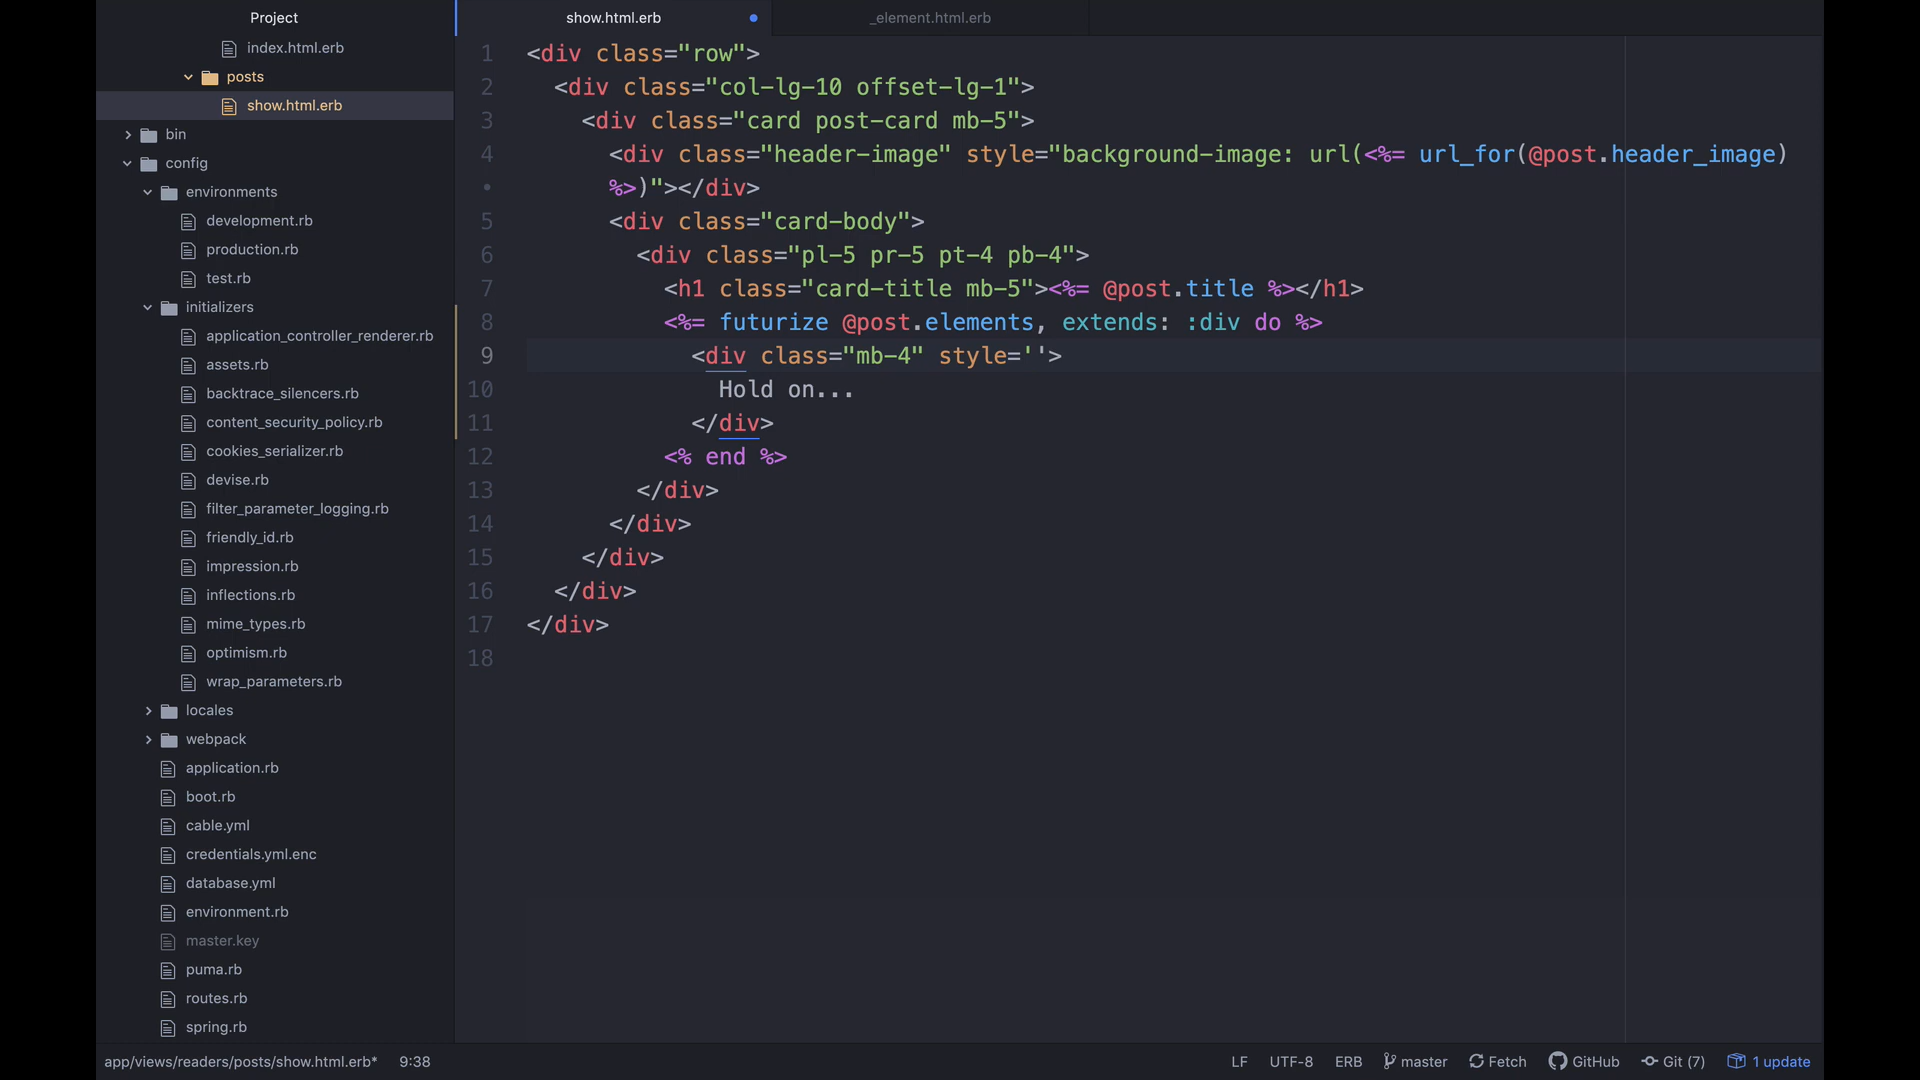 Project
index.html.erb
posts
show.html.erb
bin
config
environments
development.rb
production.rb
test.rb
initializers
application_controller_renderer.rb
assets.rb
backtrace_silencers.rb
content_security_policy.rb
cookies_serializer.rb
devise.rb
filter_parameter_logging.rb
friendly_id.rb
impression.rb
inflections.rb
mime_types.rb
optimism.rb
wrap_parameters.rb
locales
webpack
application.rb
boot.rb
cable.yml
credentials.yml.enc
database.yml
environment.rb
master.key
puma.rb
routes.rb
spring.rb
show.html.erb
_element.html.erb
1 <div class="row">
2 <div class="col-lg-10 offset-lg-1">
3 <div class="card post-card mb-5">
4 <div class="header-image" style="background-image: url(<%= url_for(@post.header_image)
• %>)"></div>
5 <div class="card-body">
6 <div class="pl-5 pr-5 pt-4 pb-4">
7 <h1 class="card-title mb-5"><%= @post.title %></h1>
8 <%= futurize @post.elements, extends: :div do %>
9 <div class="mb-4" style=''>
10 Hold on...
11 </div>
12 <% end %>
13 </div>
14 </div>
15 </div>
16 </div>
17 </div>
18
app/views/readers/posts/show.html.erb* 9:38 LF UTF-8 ERB master Fetch GitHub Git (7) 1 update